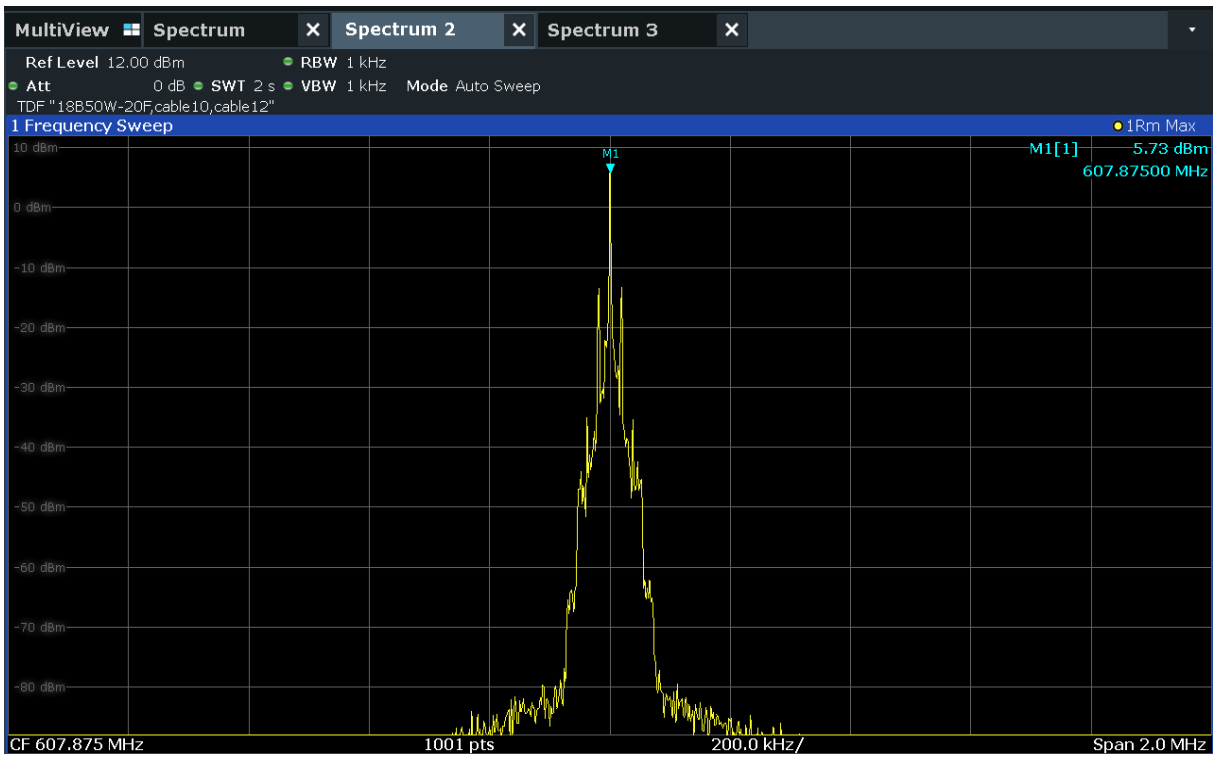 MultiView Spectrum X Spectrum 2 X Spectrum 3 X
Ref Level 12.00 dBm RBW 1 kHz
Att 0 dB SWT 2 s VBW 1 kHz Mode Auto Sweep
TDF "18B50W-20F,cable10,cable12"
1 Frequency Sweep 1Rm Max
10 dBm M1 M1[1] 5.73 dBm
607.87500 MHz
0 dBm
-10 dBm
-20 dBm
-30 dBm
-40 dBm
-50 dBm
-60 dBm
-70 dBm
-80 dBm
CF 607.875 MHz 1001 pts 200.0 kHz/ Span 2.0 MHz